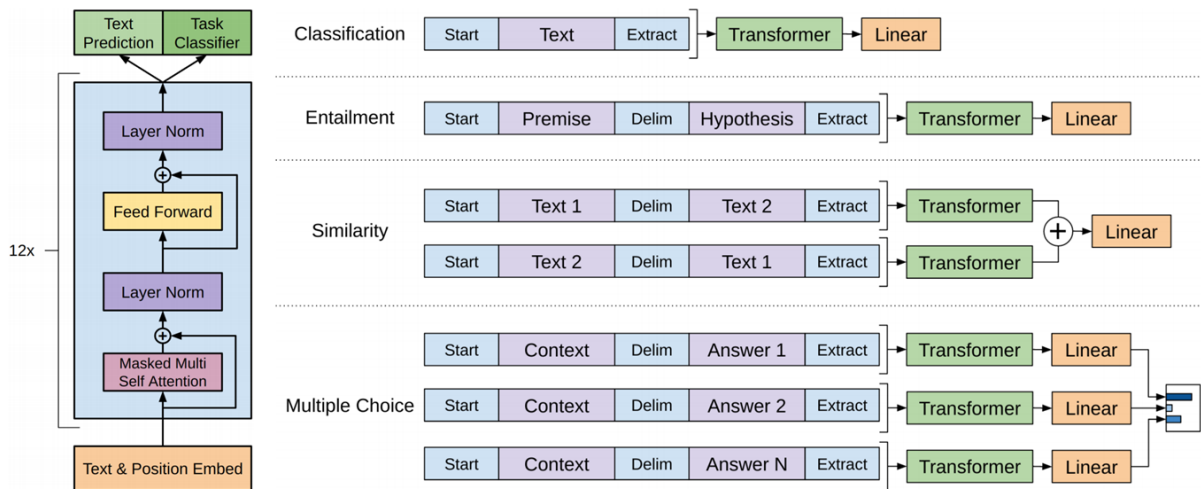 Text
Prediction
Task
Classifier
Layer Norm
Feed Forward
12x
Layer Norm
Masked Multi
Self Attention
Text & Position Embed
Classification
Start Text Extract Transformer Linear
Entailment
Start Premise Delim Hypothesis Extract Transformer Linear
Similarity
Start Text 1 Delim Text 2 Extract Transformer
Start Text 2 Delim Text 1 Extract Transformer
+ Linear
Multiple Choice
Start Context Delim Answer 1 Extract Transformer Linear
Start Context Delim Answer 2 Extract Transformer Linear
Start Context Delim Answer N Extract Transformer Linear